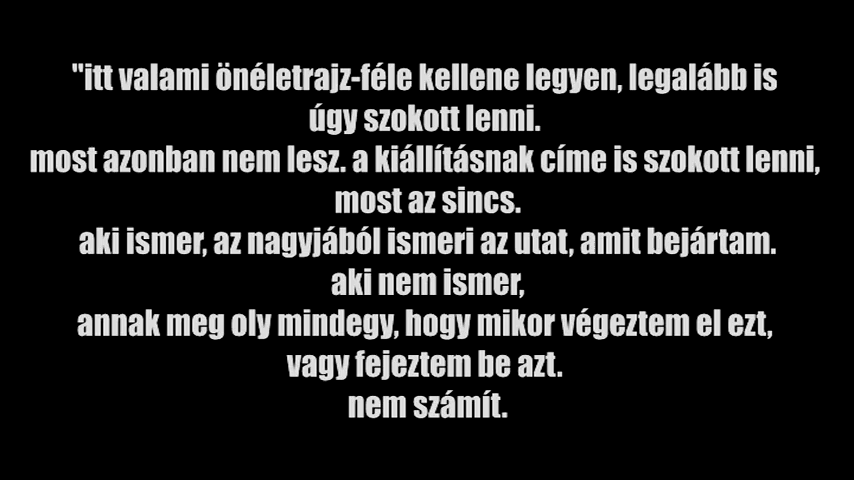 "itt valami önéletrajz-féle kellene legyen, legalább is
úgy szokott lenni.
most azonban nem lesz. a kiállításnak címe is szokott lenni,
most az sincs.
aki ismer, az nagyjából ismeri az utat, amit bejártam.
aki nem ismer,
annak meg oly mindegy, hogy mikor végeztem el ezt,
vagy fejeztem be azt.
nem számít.